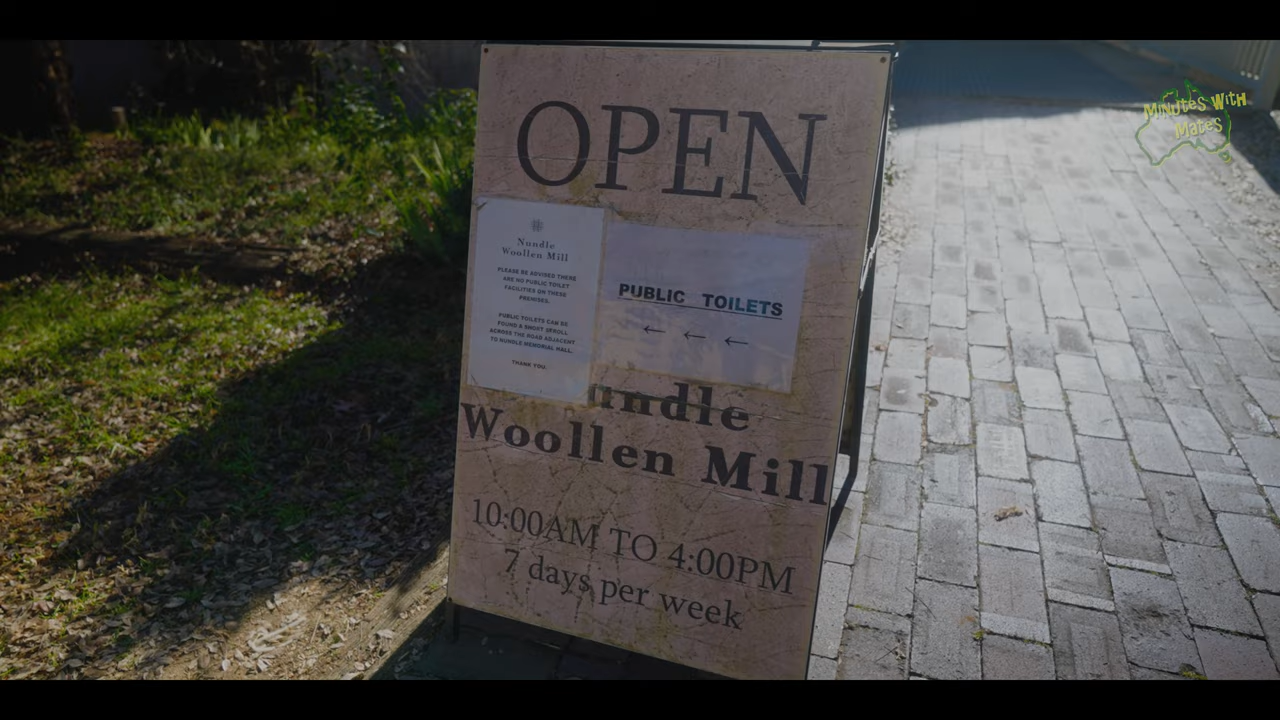 OPEN
Nundle
Woollen Mill
PLEASE BE ADVISED THERE
ARE NO PUBLIC TOILET
FACILITIES ON THESE
PREMISES.
PUBLIC TOILETS CAN BE
FOUND A SHORT STROLL
ACROSS THE ROAD ADJACENT
TO NUNDLE MEMORIAL HALL.
THANK YOU.
PUBLIC TOILETS
← ← ←
undle
Woollen Mill
10:00AM TO 4:00PM
7 days per week
Minutes With
Mates